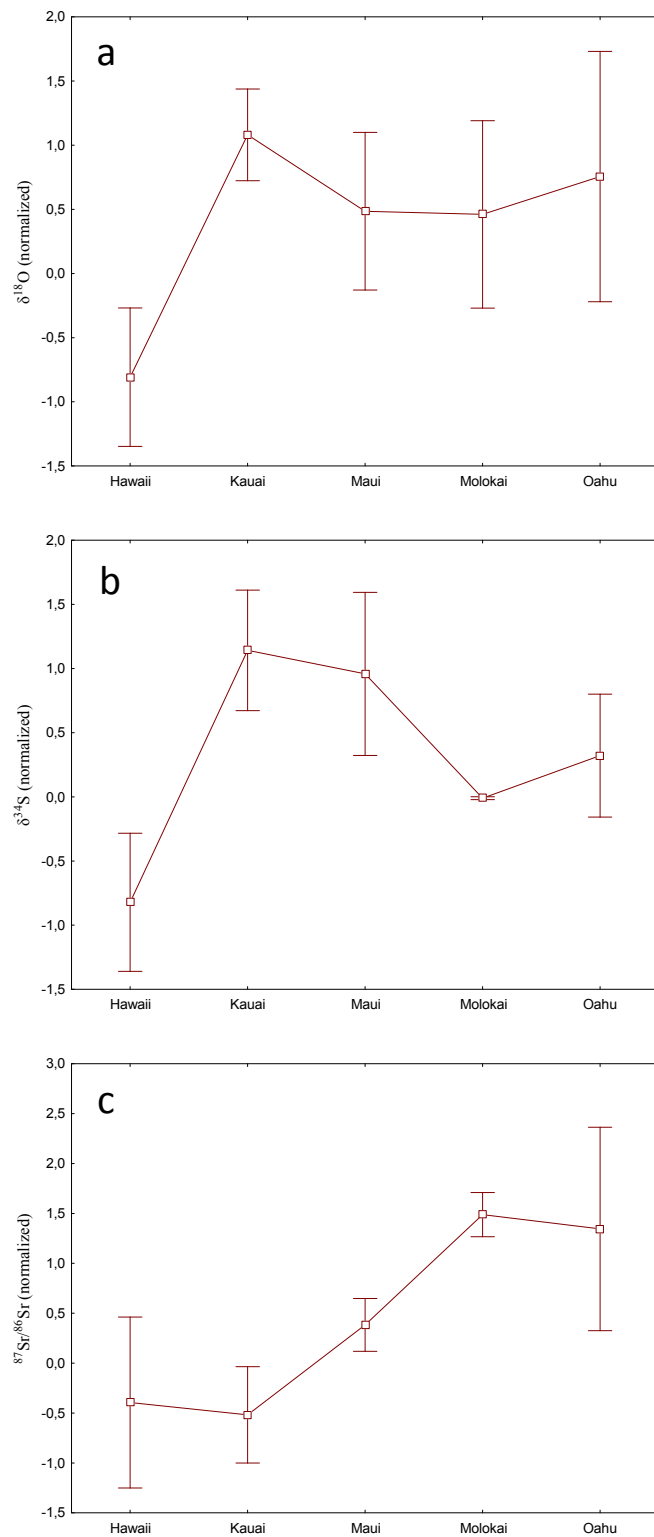 a
2,0
1,5
1,0
0,5
0,0
-0,5
-1,0
-1,5
δ18O (normalized)
Hawaii Kauai Maui Molokai Oahu
b
2,0
1,5
1,0
0,5
0,0
-0,5
-1,0
-1,5
δ34S (normalized)
Hawaii Kauai Maui Molokai Oahu
c
3,0
2,5
2,0
1,5
1,0
0,5
0,0
-0,5
-1,0
-1,5
87Sr/86Sr (normalized)
Hawaii Kauai Maui Molokai Oahu